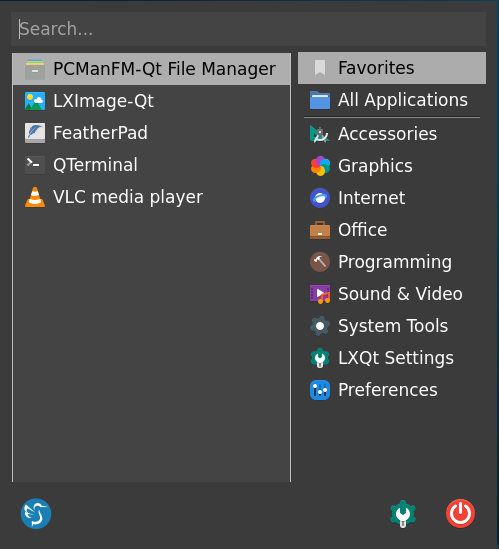 Search...
PCManFM-Qt File Manager
LXImage-Qt
FeatherPad
QTerminal
VLC media player
Favorites
All Applications
Accessories
Graphics
Internet
Office
Programming
Sound & Video
System Tools
LXQt Settings
Preferences